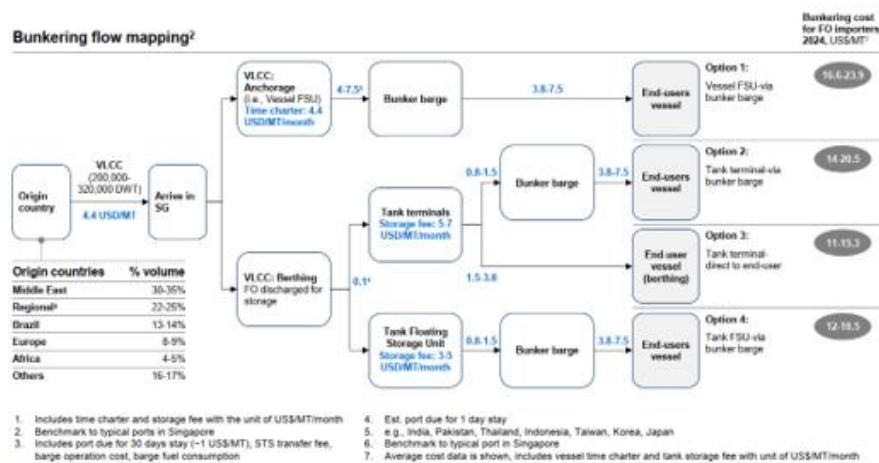 Bunkering flow mapping²
Bunkering cost
for FO importers
2024, US$/MT⁷
Origin
country
VLCC
(200,000-
320,000 DWT)
4.4 USD/MT
Arrive in
SG
VLCC:
Anchorage
(i.e., Vessel FSU)
Time charter: 4.4
USD/MT/month
4-7.5³
Bunker barge
3.8-7.5
End-users
vessel
Option 1:
Vessel FSU-via
bunker barge
16.6-23.9
VLCC: Berthing
FO discharged for
storage
0.1⁴
Tank terminals
Storage fee: 5-7
USD/MT/month
0.8-1.5
Bunker barge
3.8-7.5
End-users
vessel
Option 2:
Tank terminal-via
bunker barge
14-20.5
1.5-3.8
End user
vessel
(berthing)
Option 3:
Tank terminal-
direct to end-user
11-15.3
Tank Floating
Storage Unit
Storage fee: 3-5
USD/MT/month
0.8-1.5
Bunker barge
3.8-7.5
End-users
vessel
Option 4:
Tank FSU-via
bunker barge
12-18.5
Origin countries % volume
Middle East 30-35%
Regional⁵ 22-25%
Brazil 13-14%
Europe 8-9%
Africa 4-5%
Others 16-17%
1. Includes time charter and storage fee with the unit of US$/MT/month
2. Benchmark to typical ports in Singapore
3. Includes port due for 30 days stay (~1 US$/MT), STS transfer fee,
barge operation cost, barge fuel consumption
4. Est. port due for 1 day stay
5. e.g., India, Pakistan, Thailand, Indonesia, Taiwan, Korea, Japan
6. Benchmark to typical port in Singapore
7. Average cost data is shown, includes vessel time charter and tank storage fee with unit of US$/MT/month